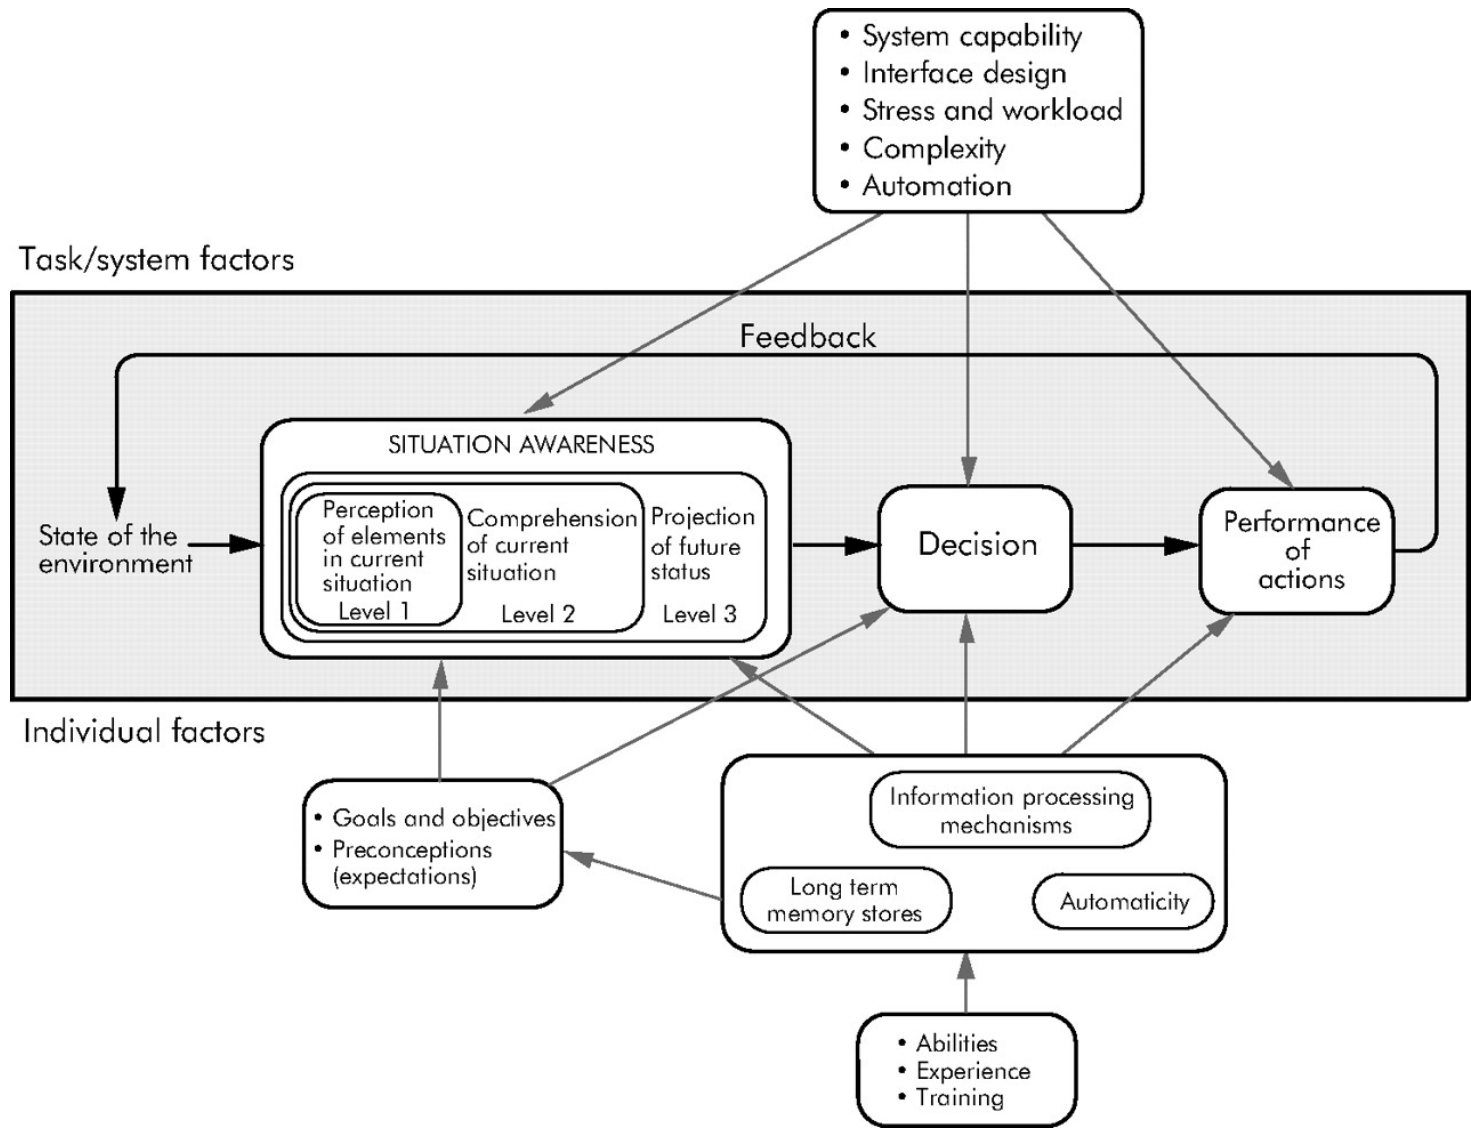 • System capability
• Interface design
• Stress and workload
• Complexity
• Automation
Task/system factors
Feedback
SITUATION AWARENESS
Perception
of elements
in current
situation
Level 1
Comprehension
of current
situation
Level 2
Projection
of future
status
Level 3
State of the
environment
Decision
Performance
of
actions
Individual factors
• Goals and objectives
• Preconceptions
(expectations)
Information processing
mechanisms
Long term
memory stores
Automaticity
• Abilities
• Experience
• Training